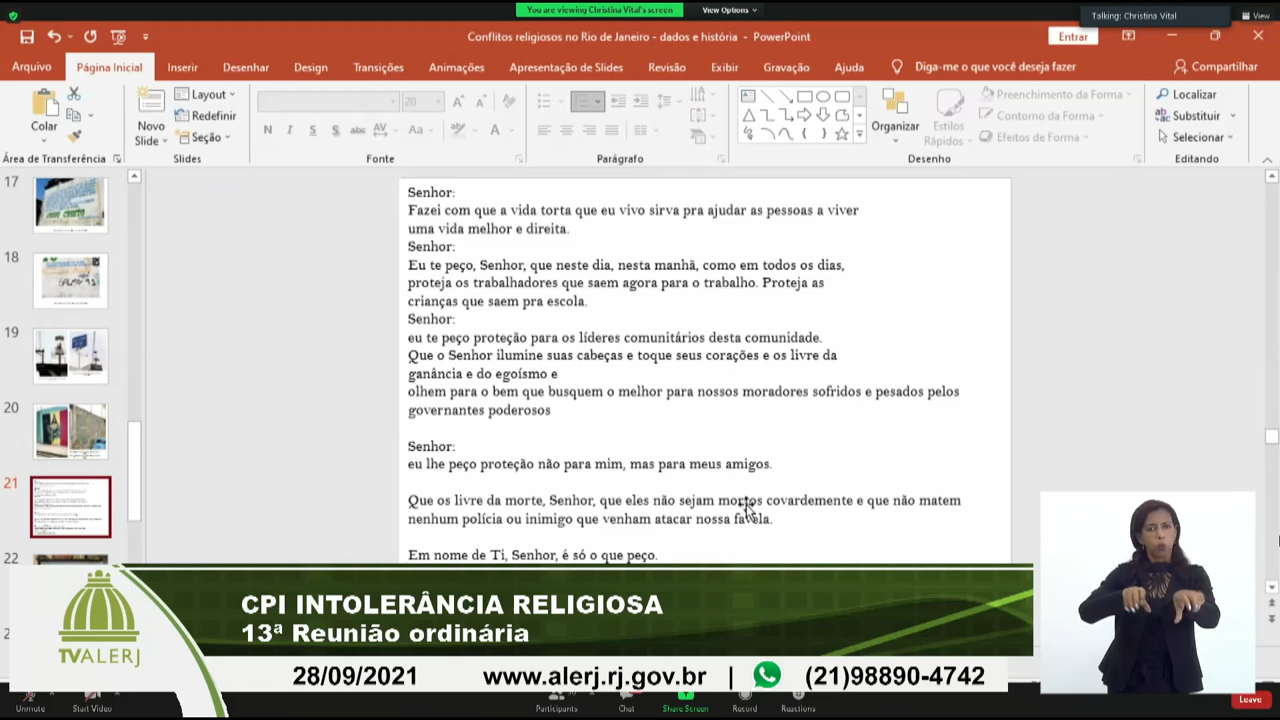 You are viewing Christina Vital's screen
View Options
Talking: Christina Vital
View
Conflitos religiosos no Rio de Janeiro - dados e história - PowerPoint
Entrar
Arquivo
Página Inicial
Inserir
Desenhar
Design
Transições
Animações
Apresentação de Slides
Revisão
Exibir
Gravação
Ajuda
Diga-me o que você deseja fazer
Compartilhar
Colar
Novo
Slide
Layout
Redefinir
Seção
20
N I S S abc AV Aa
Organizar
Estilos
Rápidos
Preenchimento da Forma
Contorno da Forma
Efeitos de Forma
Localizar
Substituir
Selecionar
Área de Transferência
Slides
Fonte
Parágrafo
Desenho
Editando
17
18
19
20
21
22
2
Senhor:
Fazei com que a vida torta que eu vivo sirva pra ajudar as pessoas a viver
uma vida melhor e direita.
Senhor:
Eu te peço, Senhor, que neste dia, nesta manhã, como em todos os dias,
proteja os trabalhadores que saem agora para o trabalho. Proteja as
crianças que saem pra escola.
Senhor:
eu te peço proteção para os líderes comunitários desta comunidade.
Que o Senhor ilumine suas cabeças e toque seus corações e os livre da
ganância e do egoísmo e
olhem para o bem que busquem o melhor para nossos moradores sofridos e pesados pelos
governantes poderosos
Senhor:
eu lhe peço proteção não para mim, mas para meus amigos.
Que os livre da morte, Senhor, que eles não sejam mortos covardemente e que não matem
nenhum polícia ou inimigo que venham atacar nossa favela.
Em nome de Ti, Senhor, é só o que peço.
CPI INTOLERÂNCIA RELIGIOSA
13ª Reunião ordinária
TVALERJ
28/09/2021 www.alerj.rj.gov.br | (21)98890-4742
Unmute
Start Video
Participants
Chat
Share Screen
Record
Reactions
Leave